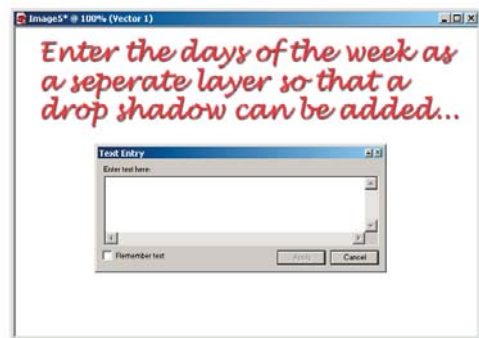 Image5* @ 100% (Vector 1)
Enter the days of the week as
a seperate layer so that a
drop shadow can be added...
Text Entry
Enter text here:
Remember text
Apply
Cancel